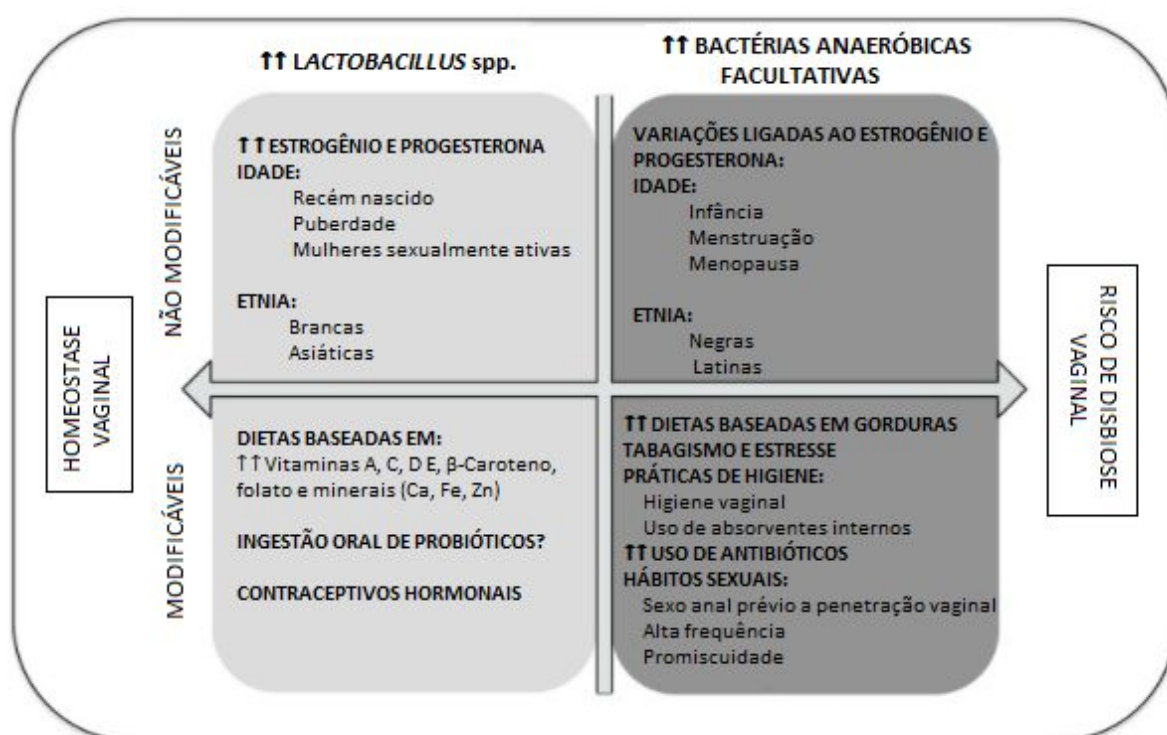 ↑↑ LACTOBACILLUS spp.
↑↑ BACTÉRIAS ANAERÓBICAS
FACULTATIVAS
NÃO MODIFICÁVEIS
↑↑ ESTROGÊNIO E PROGESTERONA
IDADE:
Recém nascido
Puberdade
Mulheres sexualmente ativas
ETNIA:
Brancas
Asiáticas
VARIAÇÕES LIGADAS AO ESTROGÊNIO E
PROGESTERONA:
IDADE:
Infância
Menstruação
Menopausa
ETNIA:
Negras
Latinas
HOMEOSTASE
VAGINAL
RISCO DE DISBIOSE
VAGINAL
MODIFICÁVEIS
DIETAS BASEADAS EM:
↑↑ Vitaminas A, C, D E, β-Caroteno,
folato e minerais (Ca, Fe, Zn)
INGESTÃO ORAL DE PROBIÓTICOS?
CONTRACEPTIVOS HORMONAIS
↑↑ DIETAS BASEADAS EM GORDURAS
TABAGISMO E ESTRESSE
PRÁTICAS DE HIGIENE:
Higiene vaginal
Uso de absorventes internos
↑↑ USO DE ANTIBIÓTICOS
HÁBITOS SEXUAIS:
Sexo anal prévio a penetração vaginal
Alta frequência
Promiscuidade